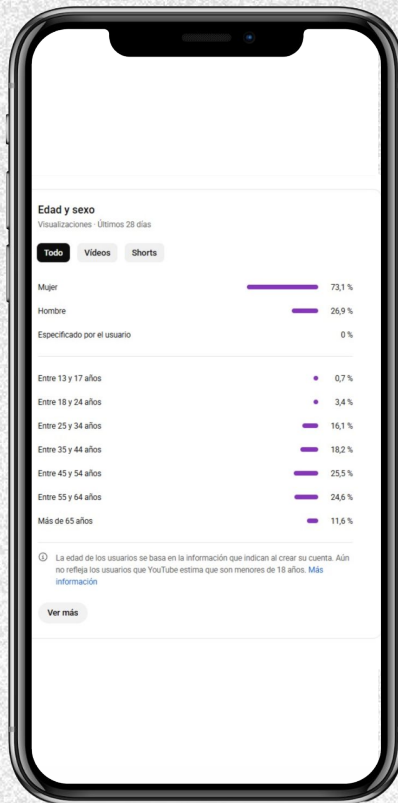 Edad y sexo
Visualizaciones · Últimos 28 días
Todo Vídeos Shorts
Mujer 73,1 %
Hombre 26,9 %
Especificado por el usuario 0 %
Entre 13 y 17 años 0,7 %
Entre 18 y 24 años 3,4 %
Entre 25 y 34 años 16,1 %
Entre 35 y 44 años 18,2 %
Entre 45 y 54 años 25,5 %
Entre 55 y 64 años 24,6 %
Más de 65 años 11,6 %
La edad de los usuarios se basa en la información que indican al crear su cuenta. Aún
no refleja los usuarios que YouTube estima que son menores de 18 años. Más
información
Ver más